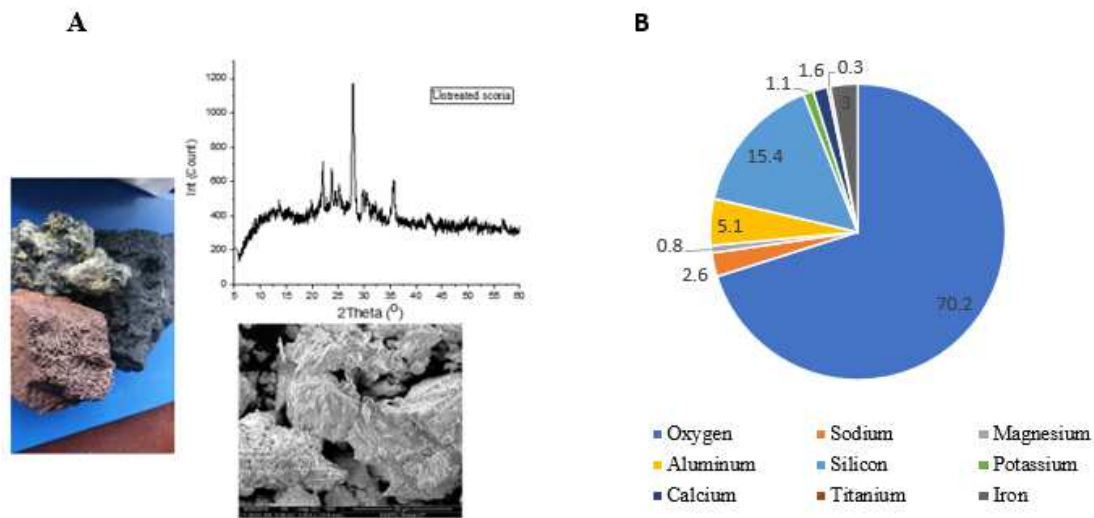 A
B
1200
1000
800
600
400
200
0
Int (Count)
Untreated scoria
5 10 15 20 25 30 35 40 45 50 55 60
2Theta (O)
1.1
1.6
0.3
3
15.4
5.1
0.8
2.6
70.2
Oxygen Sodium Magnesium
Aluminum Silicon Potassium
Calcium Titanium Iron